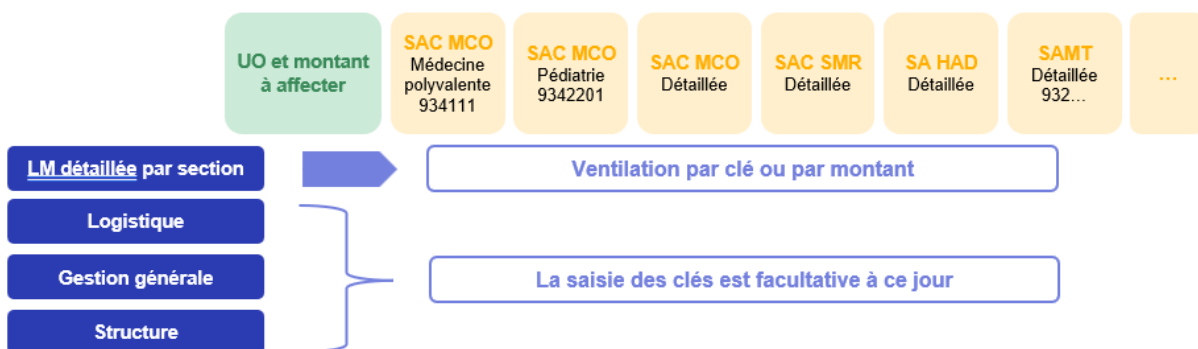 UO et montant
à affecter
SAC MCO
Médecine
polyvalente
934111
SAC MCO
Pédiatrie
9342201
SAC MCO
Détaillée
SAC SMR
Détaillée
SA HAD
Détaillée
SAMT
Détaillée
932...
...
LM détaillée par section
Ventilation par clé ou par montant
Logistique
Gestion générale
La saisie des clés est facultative à ce jour
Structure